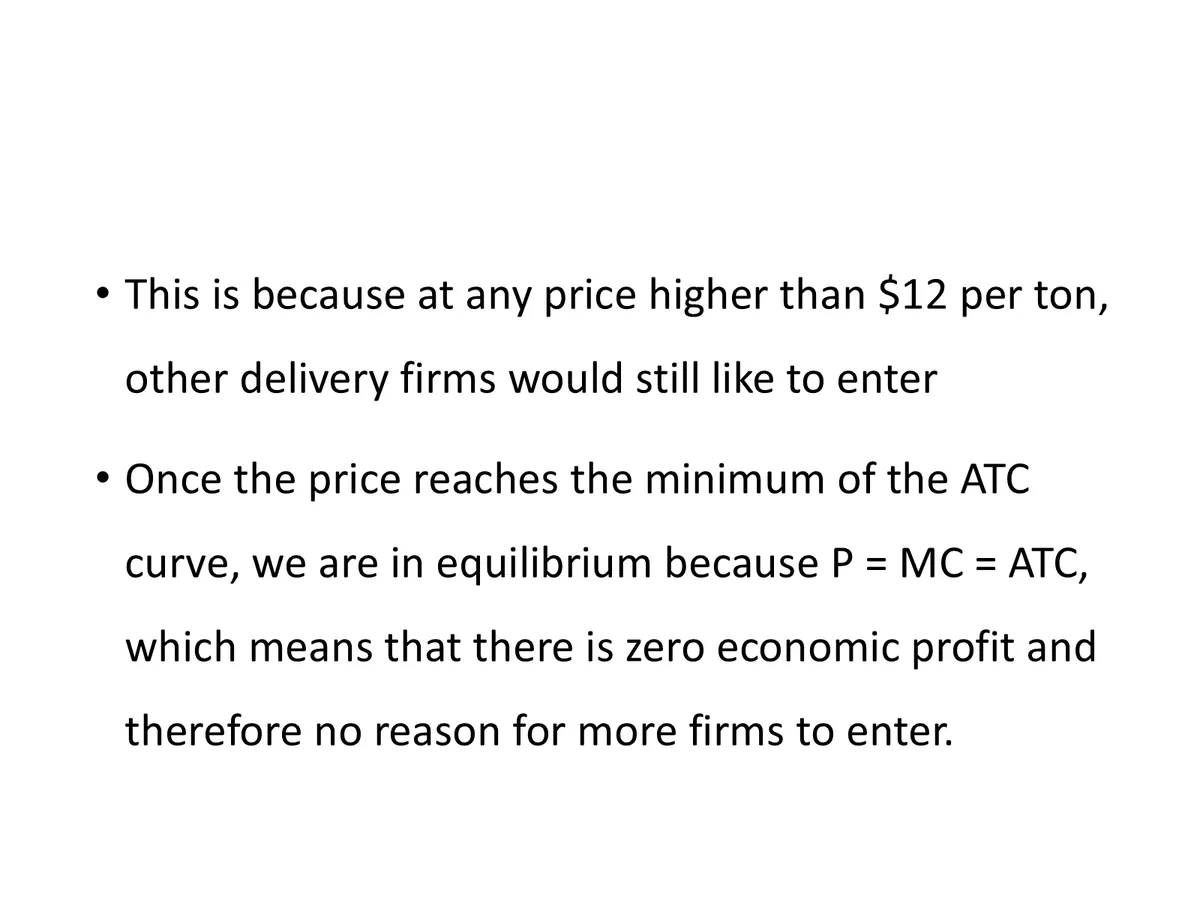 • This is because at any price higher than $12 per ton,
other delivery firms would still like to enter
• Once the price reaches the minimum of the ATC
curve, we are in equilibrium because P = MC = ATC,
which means that there is zero economic profit and
therefore no reason for more firms to enter.